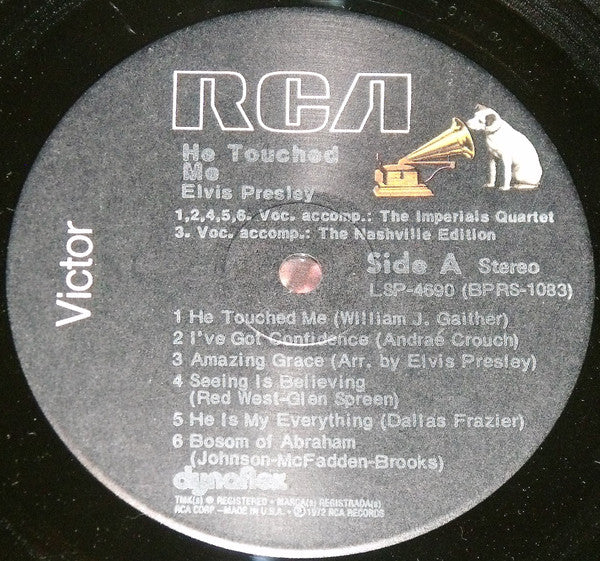 RCA
He Touched
Me
Elvis Presley
1,2,4,5,6. Voc. accomp.: The Imperials Quartet
3. Voc. accomp.: The Nashville Edition
Victor
Side A Stereo
LSP-4690 (BPRS-1083)
1 He Touched Me (William J. Gaither)
2 I've Got Confidence (Andraé Crouch)
3 Amazing Grace (Arr. by Elvis Presley)
4 Seeing Is Believing
(Red West-Glen Spreen)
5 He Is My Everything (Dallas Frazier)
6 Bosom of Abraham
(Johnson-McFadden-Brooks)
dynaflex
TMK(s) ® REGISTERED • MARCA(s) REGISTRADA(s)
RCA CORP.—MADE IN U.S.A. • ℗ 1972 RCA RECORDS